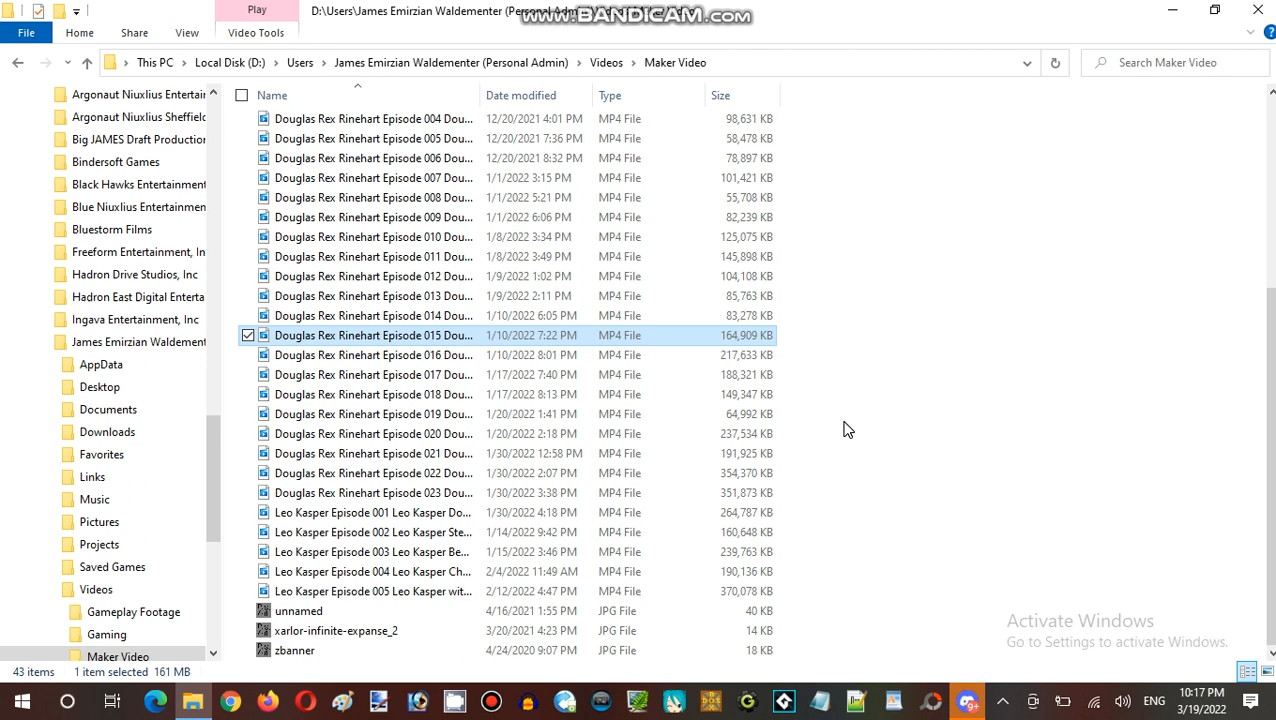 Play
D:\Users\James Emirzian Waldementer (Personal Adm
www.BANDICAM.com
File Home Share View Video Tools
This PC Local Disk (D:) Users James Emirzian Waldementer (Personal Admin) Videos Maker Video
Search Maker Video
Name Date modified Type Size
Argonaut Niuxlius Entertair
Argonaut Niuxlius Sheffielc
Big JAMES Draft Productior
Bindersoft Games
Black Hawks Entertainment
Blue Niuxlius Entertainmen
Bluestorm Films
Freeform Entertainment, In
Hadron Drive Studios, Inc
Hadron East Digital Enterta
Ingava Entertainment, Inc
James Emirzian Waldement
AppData
Desktop
Documents
Downloads
Favorites
Links
Music
Pictures
Projects
Saved Games
Videos
Gameplay Footage
Gaming
Maker Video
Douglas Rex Rinehart Episode 004 Dou... 12/20/2021 4:01 PM MP4 File 98,631 KB
Douglas Rex Rinehart Episode 005 Dou... 12/20/2021 7:36 PM MP4 File 58,478 KB
Douglas Rex Rinehart Episode 006 Dou... 12/20/2021 8:32 PM MP4 File 78,897 KB
Douglas Rex Rinehart Episode 007 Dou... 1/1/2022 3:15 PM MP4 File 101,421 KB
Douglas Rex Rinehart Episode 008 Dou... 1/1/2022 5:21 PM MP4 File 55,708 KB
Douglas Rex Rinehart Episode 009 Dou... 1/1/2022 6:06 PM MP4 File 82,239 KB
Douglas Rex Rinehart Episode 010 Dou... 1/8/2022 3:34 PM MP4 File 125,075 KB
Douglas Rex Rinehart Episode 011 Dou... 1/8/2022 3:49 PM MP4 File 145,898 KB
Douglas Rex Rinehart Episode 012 Dou... 1/9/2022 1:02 PM MP4 File 104,108 KB
Douglas Rex Rinehart Episode 013 Dou... 1/9/2022 2:11 PM MP4 File 85,763 KB
Douglas Rex Rinehart Episode 014 Dou... 1/10/2022 6:05 PM MP4 File 83,278 KB
Douglas Rex Rinehart Episode 015 Dou... 1/10/2022 7:22 PM MP4 File 164,909 KB
Douglas Rex Rinehart Episode 016 Dou... 1/10/2022 8:01 PM MP4 File 217,633 KB
Douglas Rex Rinehart Episode 017 Dou... 1/17/2022 7:40 PM MP4 File 188,321 KB
Douglas Rex Rinehart Episode 018 Dou... 1/17/2022 8:13 PM MP4 File 149,347 KB
Douglas Rex Rinehart Episode 019 Dou... 1/20/2022 1:41 PM MP4 File 64,992 KB
Douglas Rex Rinehart Episode 020 Dou... 1/20/2022 2:18 PM MP4 File 237,534 KB
Douglas Rex Rinehart Episode 021 Dou... 1/30/2022 12:58 PM MP4 File 191,925 KB
Douglas Rex Rinehart Episode 022 Dou... 1/30/2022 2:07 PM MP4 File 354,370 KB
Douglas Rex Rinehart Episode 023 Dou... 1/30/2022 3:38 PM MP4 File 351,873 KB
Leo Kasper Episode 001 Leo Kasper Do... 1/30/2022 4:18 PM MP4 File 264,787 KB
Leo Kasper Episode 002 Leo Kasper Ste... 1/14/2022 9:42 PM MP4 File 160,648 KB
Leo Kasper Episode 003 Leo Kasper Be... 1/15/2022 3:46 PM MP4 File 239,763 KB
Leo Kasper Episode 004 Leo Kasper Ch... 2/4/2022 11:49 AM MP4 File 190,136 KB
Leo Kasper Episode 005 Leo Kasper wit... 2/12/2022 4:47 PM MP4 File 370,078 KB
unnamed 4/16/2021 1:55 PM JPG File 40 KB
xarlor-infinite-expanse_2 3/20/2021 4:23 PM JPG File 14 KB
zbanner 4/24/2020 9:07 PM JPG File 18 KB
Activate Windows
Go to Settings to activate Windows.
43 items 1 item selected 161 MB
ENG
10:17 PM
3/19/2022